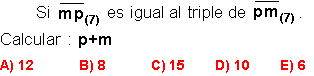 Si mp(7) es igual al triple de pm(7) .
Calcular : p+m
A) 12 B) 8 C) 15 D) 10 E) 6